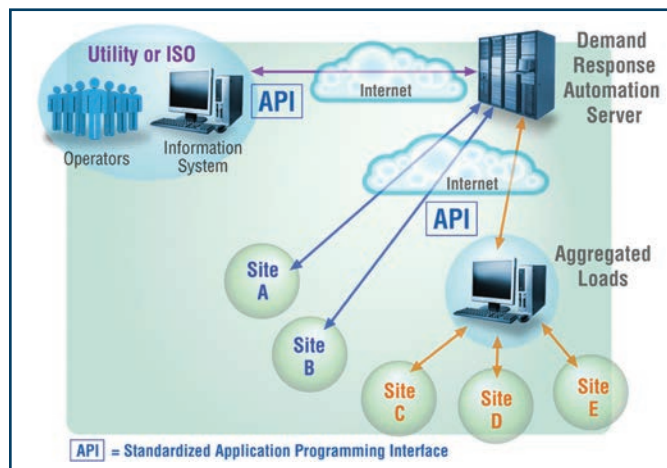 Utility or ISO
Operators
Information
System
API
Internet
Demand
Response
Automation
Server
Internet
API
Site
A
Site
B
Aggregated
Loads
Site
C
Site
D
Site
E
API = Standardized Application Programming Interface